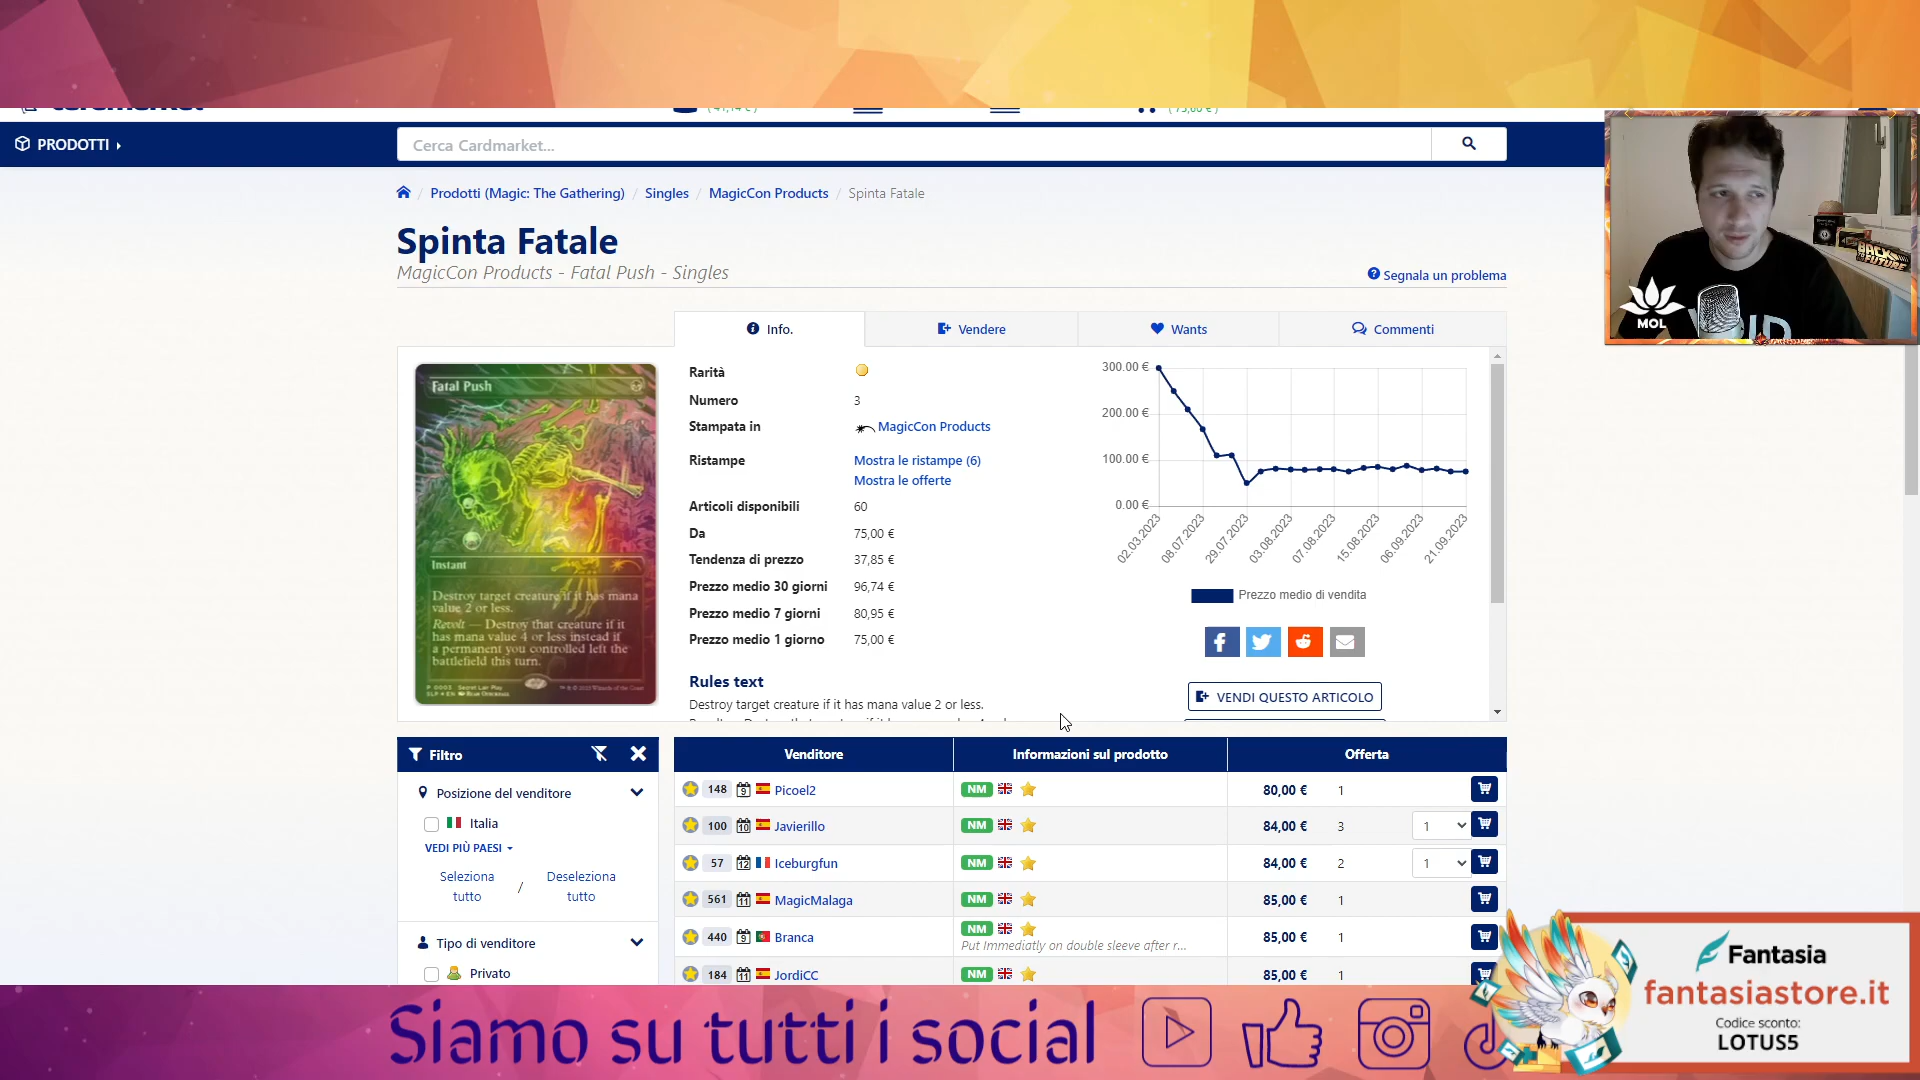 PRODOTTI
Cerca Cardmarket...
Prodotti (Magic: The Gathering) / Singles / MagicCon Products / Spinta Fatale
Spinta Fatale
MagicCon Products - Fatal Push - Singles
Segnala un problema
Info.
Vendere
Wants
Commenti
Fatal Push
Instant
Destroy target creature if it has mana
value 2 or less.
Revolt — Destroy that creature if it
has mana value 4 or less instead if
a permanent you controlled left the
battlefield this turn.
Rarità
Numero 3
Stampata in MagicCon Products
Ristampe Mostra le ristampe (6)
Mostra le offerte
Articoli disponibili 60
Da 75,00 €
Tendenza di prezzo 37,85 €
Prezzo medio 30 giorni 96,74 €
Prezzo medio 7 giorni 80,95 €
Prezzo medio 1 giorno 75,00 €
Rules text
Destroy target creature if it has mana value 2 or less.
300.00 €
200.00 €
100.00 €
0.00 €
02.03.2023
08.07.2023
29.07.2023
03.08.2023
07.08.2023
15.08.2023
06.09.2023
21.09.2023
Prezzo medio di vendita
VENDI QUESTO ARTICOLO
Filtro
Posizione del venditore
Italia
VEDI PIÙ PAESI
Seleziona tutto / Deseleziona tutto
Tipo di venditore
Privato
Venditore Informazioni sul prodotto Offerta
148 9 Picoel2 NM 80,00 € 1
100 10 Javierillo NM 84,00 € 3 1
57 12 Iceburgfun NM 84,00 € 2 1
561 11 MagicMalaga NM 85,00 € 1
440 9 Branca NM 85,00 € 1
Put Immediatly on double sleeve after r...
184 11 JordiCC NM 85,00 € 1
MOL
BACK
FUTURE
Siamo su tutti i social
Fantasia
fantasiastore.it
Codice sconto:
LOTUS5